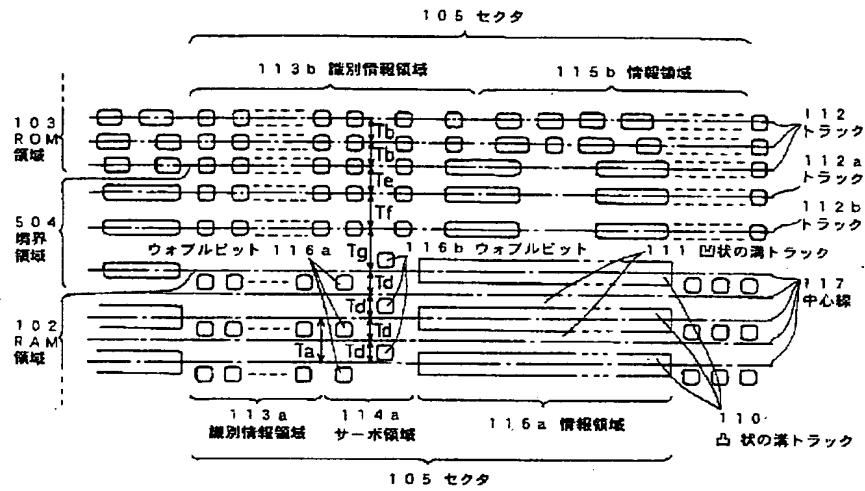 105 セクタ
113b 識別情報領域
115b 情報領域
103
ROM
領域
504
境界
領域
102
RAM
領域
Tb
Tb
Te
Tf
Tg
Td
Td
Td
Td
Ta
112
トラック
112a
トラック
112b
トラック
ウォブルピット 116a
116b ウォブルピット
111 凹状の溝トラック
117
中心線
113a
識別情報領域
114a
サーボ領域
115a 情報領域
110
凸 状の溝トラック
105 セクタ